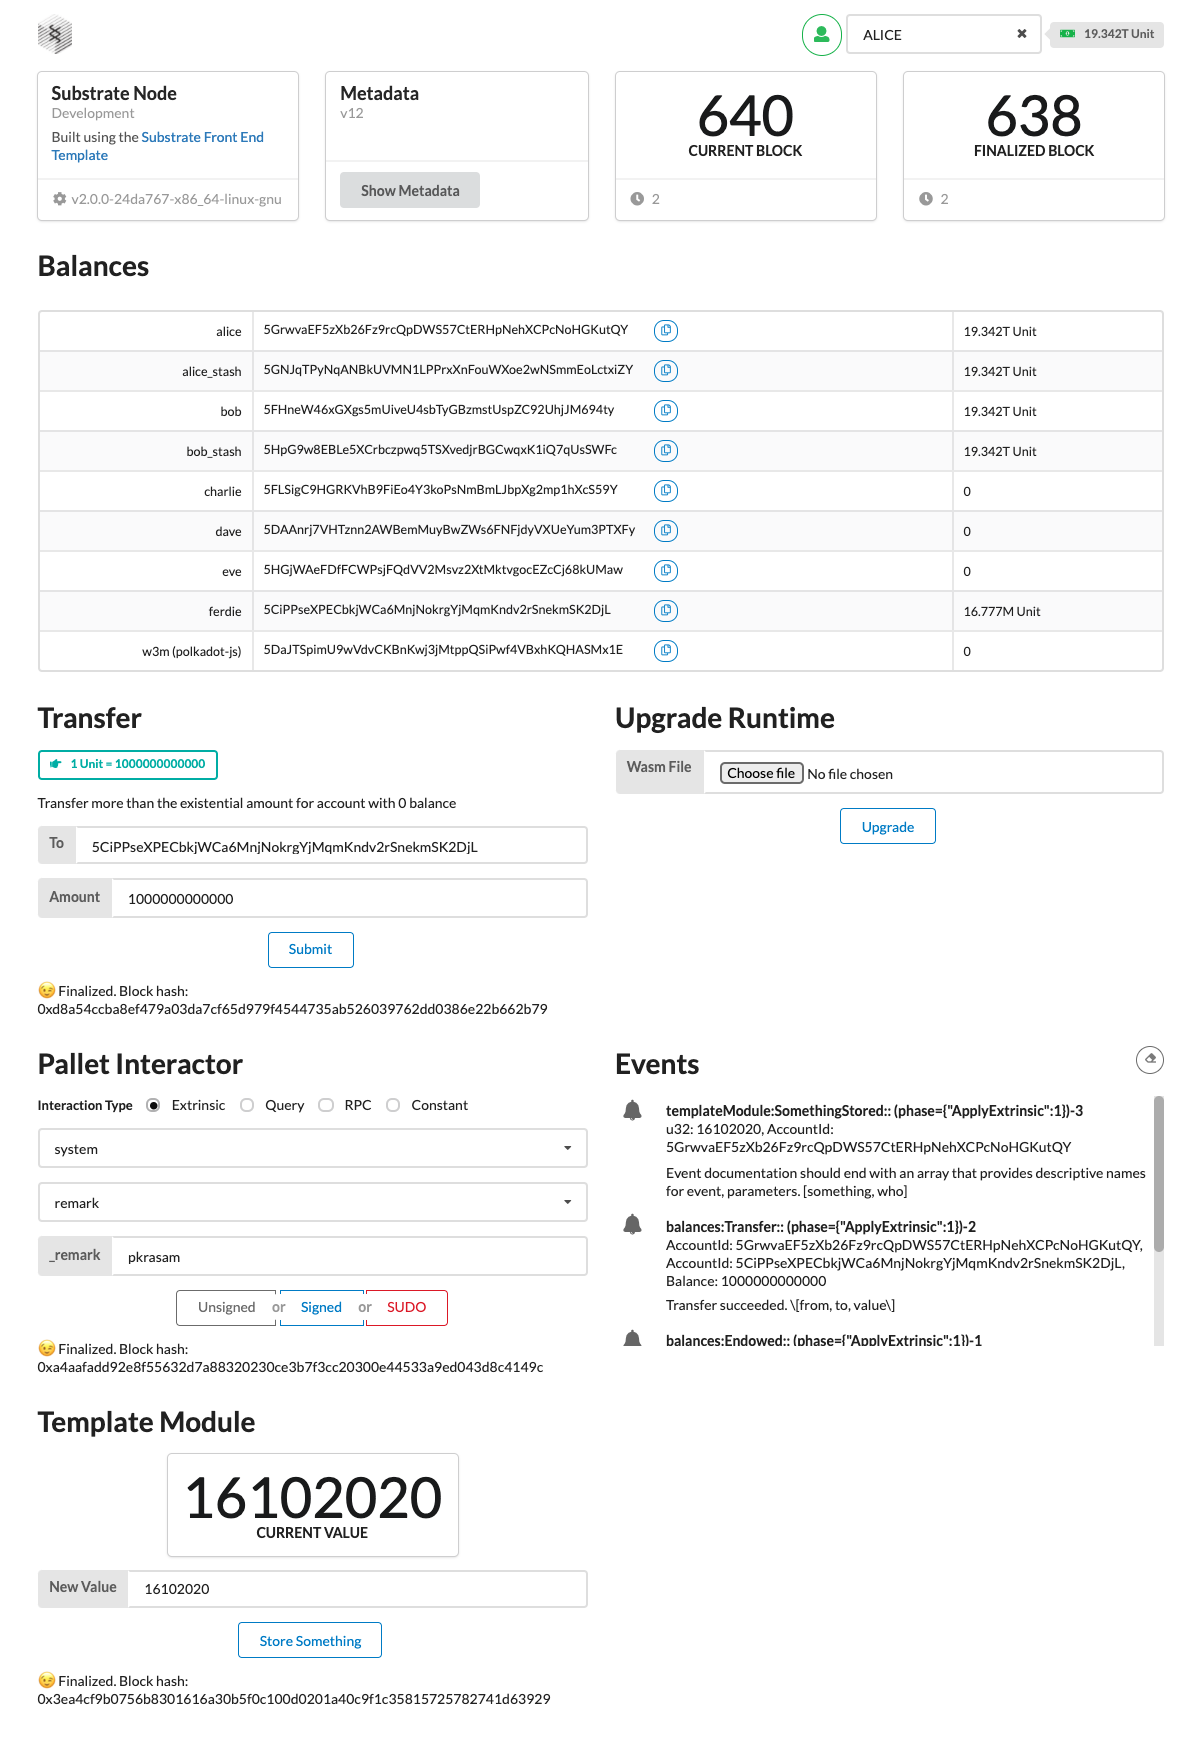 ALICE
19.342T Unit
Substrate Node
Development
Built using the Substrate Front End
Template
v2.0.0-24da767-x86_64-linux-gnu
Metadata
v12
Show Metadata
640
CURRENT BLOCK
2
638
FINALIZED BLOCK
2
Balances
alice 5GrwvaEF5zXb26Fz9rcQpDWS57CtERHpNehXCPcNoHGKutQY 19.342T Unit
alice_stash 5GNJqTPyNqANBkUVMN1LPPrxXnFouWXoe2wNSmmEoLctxiZY 19.342T Unit
bob 5FHneW46xGXgs5mUiveU4sbTyGBzmstUspZC92UhjJM694ty 19.342T Unit
bob_stash 5HpG9w8EBLe5XCrbczpwq5TSXvedjrBGCwqxK1iQ7qUsSWFc 19.342T Unit
charlie 5FLSigC9HGRKVhB9FiEo4Y3koPsNmBmLJbpXg2mp1hXcS59Y 0
dave 5DAAnrj7VHTznn2AWBemMuyBwZWs6FNFjdyVXUeYum3PTXFy 0
eve 5HGjWAeFDfFCWPsjFQdVV2Msvz2XtMktvgocEZcCj68kUMaw 0
ferdie 5CiPPseXPECbkjWCa6MnjNokrgYjMqmKndv2rSnekmSK2DjL 16.777M Unit
w3m (polkadot-js) 5DaJTSpimU9wVdvCKBnKwj3jMtppQSiPwf4VBxhKQHASMx1E 0
Transfer
1 Unit = 1000000000000
Transfer more than the existential amount for account with 0 balance
To 5CiPPseXPECbkjWCa6MnjNokrgYjMqmKndv2rSnekmSK2DjL
Amount 1000000000000
Submit
😉 Finalized. Block hash:
0xd8a54ccba8ef479a03da7cf65d979f4544735ab526039762dd0386e22b662b79
Upgrade Runtime
Wasm File Choose file No file chosen
Upgrade
Pallet Interactor
Interaction Type Extrinsic Query RPC Constant
system
remark
_remark pkrasam
Unsigned or Signed or SUDO
😉 Finalized. Block hash:
0xa4aafadd92e8f55632d7a88320230ce3b7f3cc20300e44533a9ed043d8c4149c
Events
templateModule:SomethingStored:: (phase={"ApplyExtrinsic":1})-3
u32: 16102020, AccountId:
5GrwvaEF5zXb26Fz9rcQpDWS57CtERHpNehXCPcNoHGKutQY
Event documentation should end with an array that provides descriptive names
for event, parameters. [something, who]
balances:Transfer:: (phase={"ApplyExtrinsic":1})-2
AccountId: 5GrwvaEF5zXb26Fz9rcQpDWS57CtERHpNehXCPcNoHGKutQY,
AccountId: 5CiPPseXPECbkjWCa6MnjNokrgYjMqmKndv2rSnekmSK2DjL,
Balance: 1000000000000
Transfer succeeded. \[from, to, value\]
balances:Endowed:: (phase={"ApplyExtrinsic":1})-1
Template Module
16102020
CURRENT VALUE
New Value 16102020
Store Something
😉 Finalized. Block hash:
0x3ea4cf9b0756b8301616a30b5f0c100d0201a40c9f1c35815725782741d63929